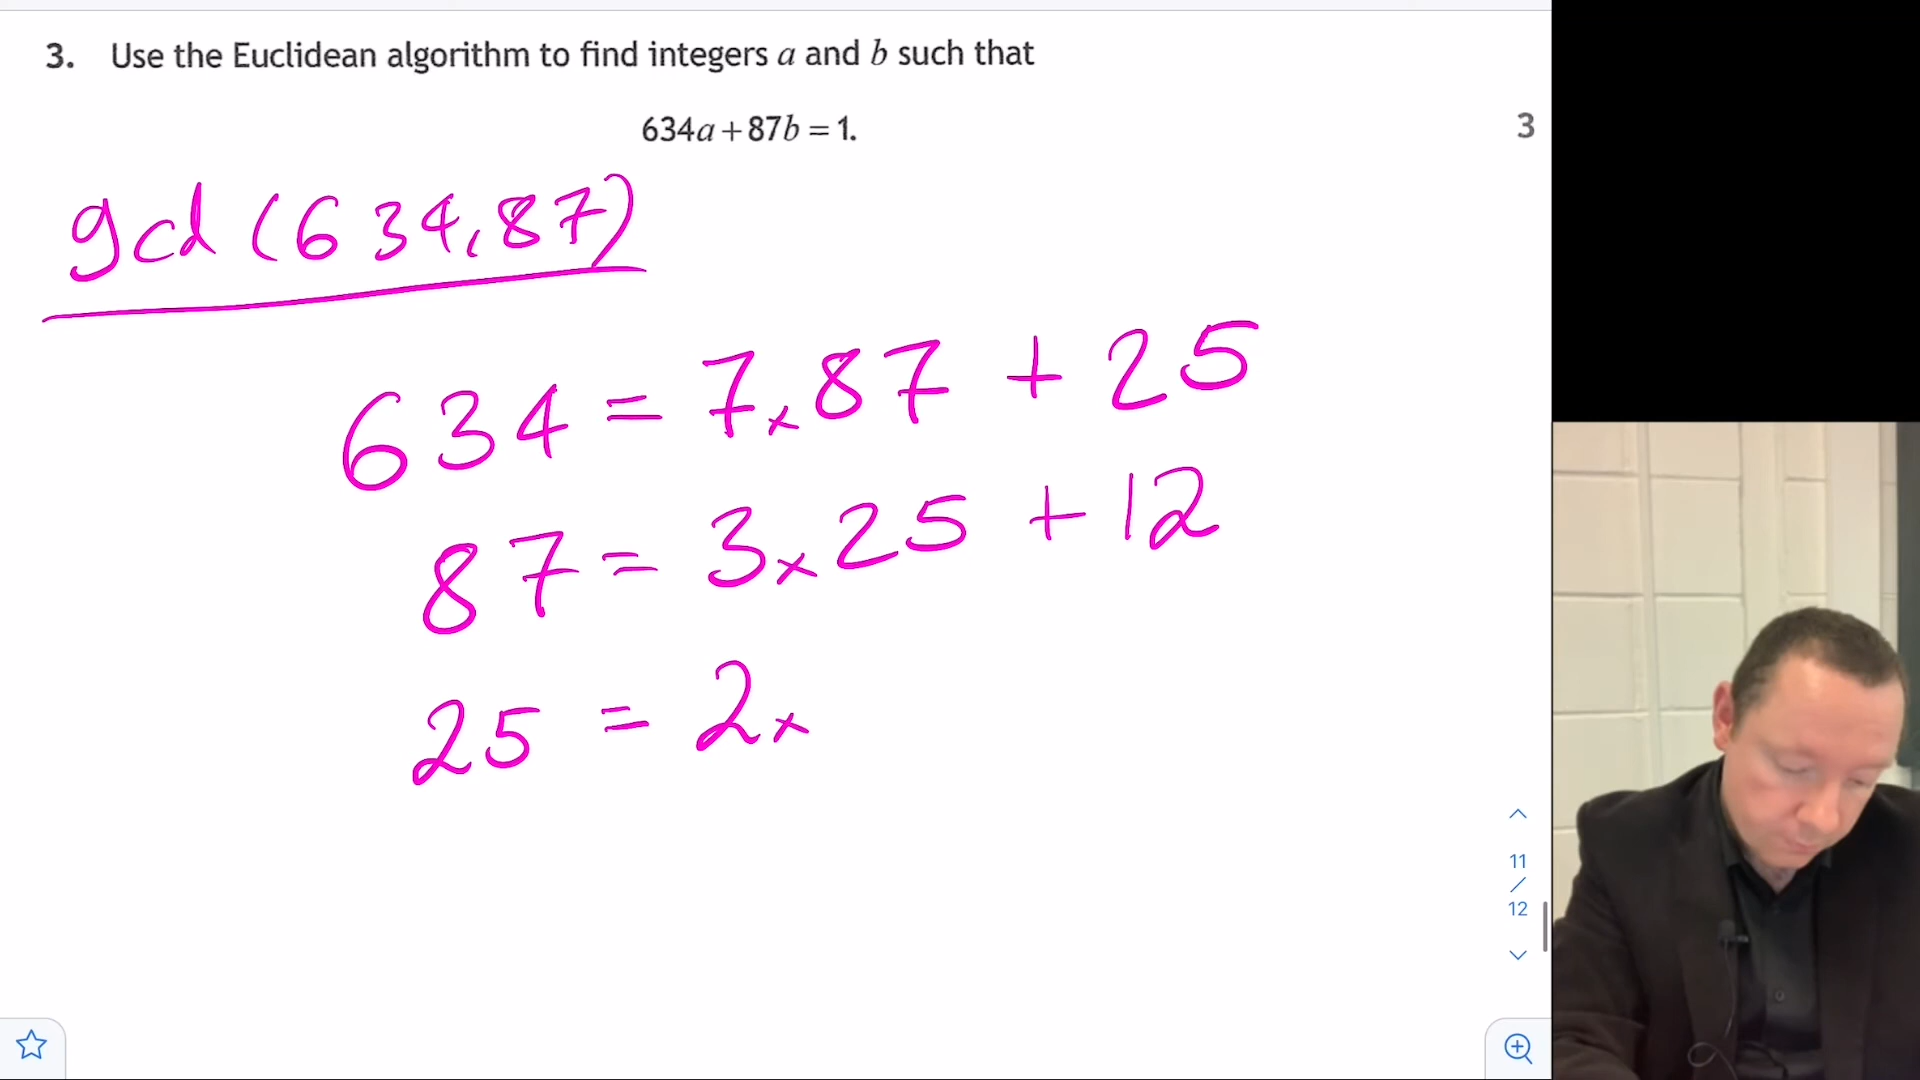 3. Use the Euclidean algorithm to find integers a and b such that
634a+87b=1.
3
gcd (634,87)
634 = 7×87 + 25
87 = 3×25 + 12
25 = 2×
11
/
12